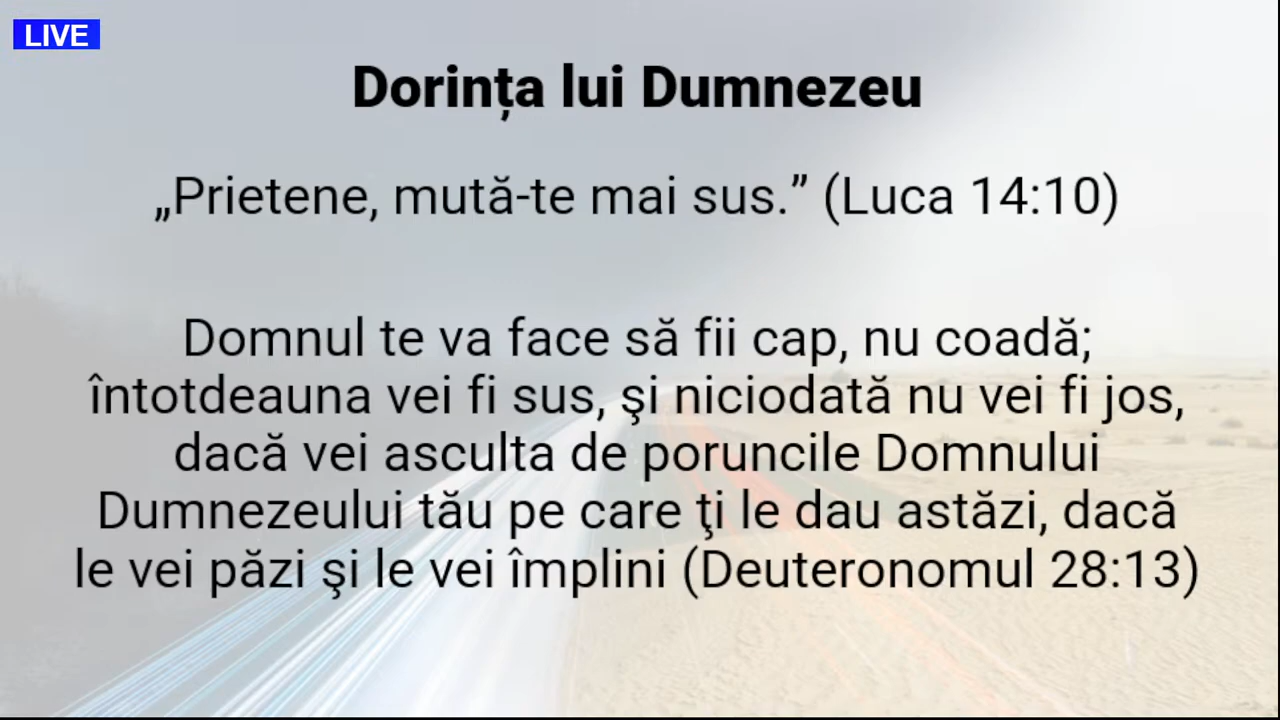 LIVE
Dorința lui Dumnezeu
„Prietene, mută-te mai sus.” (Luca 14:10)
Domnul te va face să fii cap, nu coadă;
întotdeauna vei fi sus, şi niciodată nu vei fi jos,
dacă vei asculta de poruncile Domnului
Dumnezeului tău pe care ţi le dau astăzi, dacă
le vei păzi şi le vei împlini (Deuteronomul 28:13)